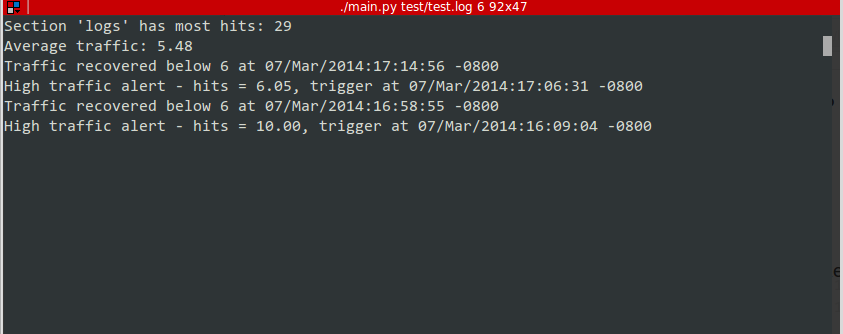 ./main.py test/test.log 6 92x47
Section 'logs' has most hits: 29
Average traffic: 5.48
Traffic recovered below 6 at 07/Mar/2014:17:14:56 -0800
High traffic alert - hits = 6.05, trigger at 07/Mar/2014:17:06:31 -0800
Traffic recovered below 6 at 07/Mar/2014:16:58:55 -0800
High traffic alert - hits = 10.00, trigger at 07/Mar/2014:16:09:04 -0800